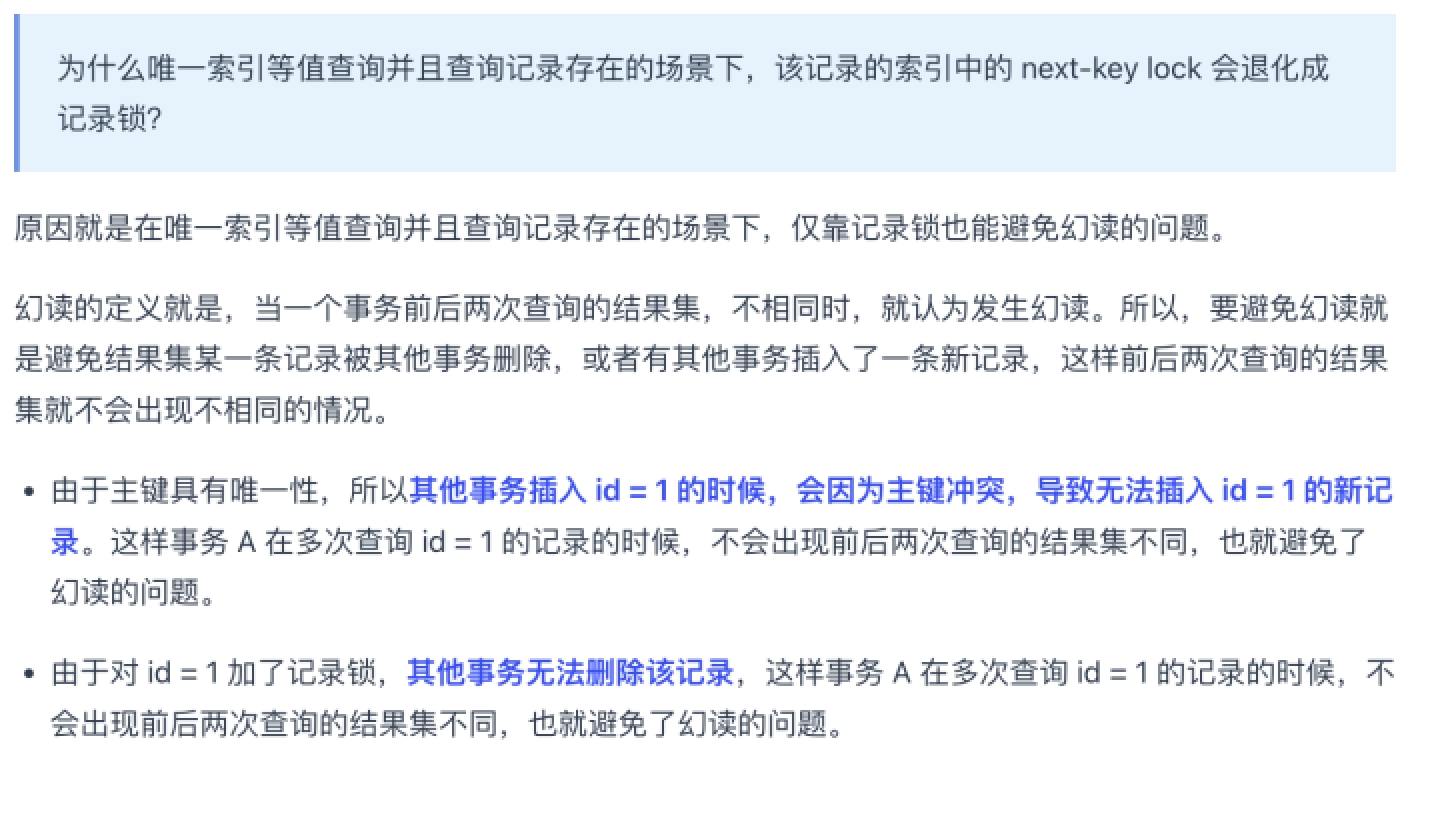 为什么唯一索引等值查询并且查询记录存在的场景下，该记录的索引中的 next-key lock 会退化成
记录锁？
原因就是在唯一索引等值查询并且查询记录存在的场景下，仅靠记录锁也能避免幻读的问题。
幻读的定义就是，当一个事务前后两次查询的结果集，不相同时，就认为发生幻读。所以，要避免幻读就
是避免结果集某一条记录被其他事务删除，或者有其他事务插入了一条新记录，这样前后两次查询的结果
集就不会出现不相同的情况。
• 由于主键具有唯一性，所以其他事务插入 id = 1 的时候，会因为主键冲突，导致无法插入 id = 1 的新记
录。这样事务 A 在多次查询 id = 1 的记录的时候，不会出现前后两次查询的结果集不同，也就避免了
幻读的问题。
• 由于对 id = 1 加了记录锁，其他事务无法删除该记录，这样事务 A 在多次查询 id = 1 的记录的时候，不
会出现前后两次查询的结果集不同，也就避免了幻读的问题。